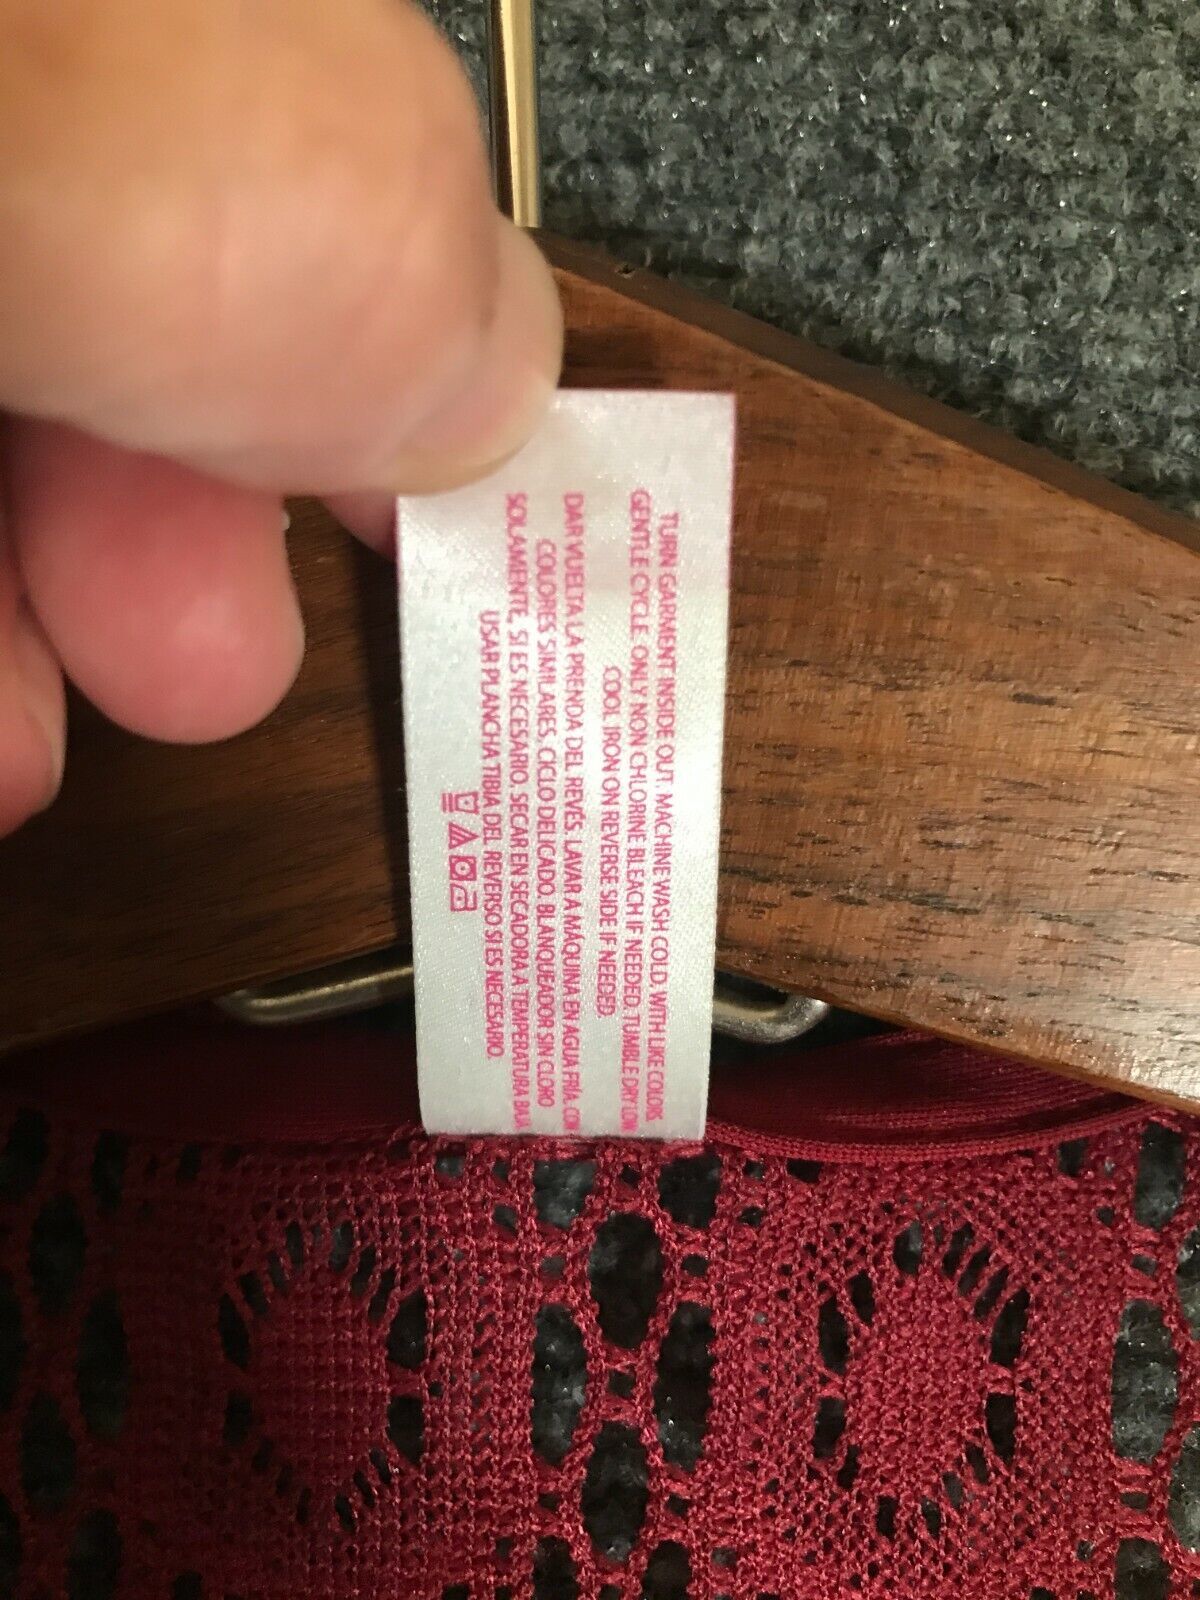 TURN GARMENT INSIDE OUT. MACHINE WASH COLD, WITH LIKE COLORS,
GENTLE CYCLE. ONLY NON CHLORINE BLEACH IF NEEDED. TUMBLE DRY LOW.
COOL IRON ON REVERSE SIDE IF NEEDED
DAR VUELTA LA PRENDA DEL REVÉS. LAVAR A MÁQUINA EN AGUA FRÍA. CON
COLORES SIMILARES, CICLO DELICADO. BLANQUEADOR SIN CLORO
SOLAMENTE, SI ES NECESARIO. SECAR EN SECADORA A TEMPERATURA BAJA
USAR PLANCHA TIBIA DEL REVERSO SI ES NECESARIO.